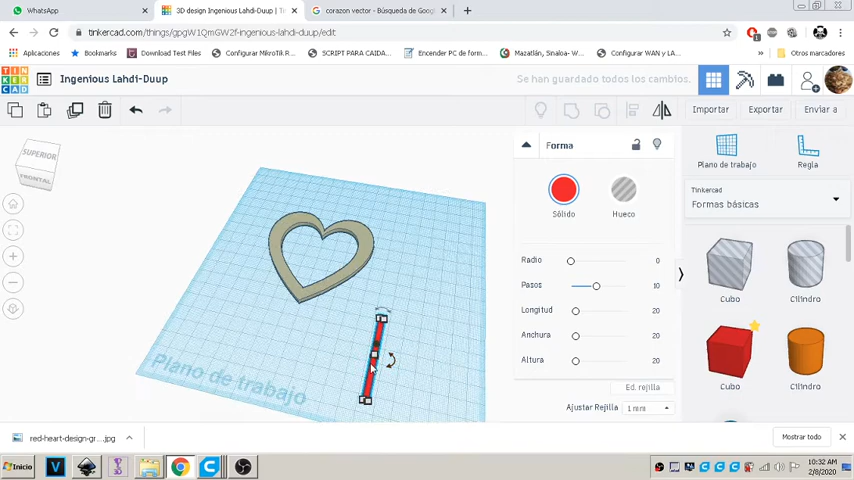 WhatsApp
3D design Ingenious Lahdi-Duup | T
corazon vector - Búsqueda de Goog
tinkercad.com/things/gpgW1QmGW2f-ingenious-lahdi-duup/edit
Aplicaciones
Bookmarks
Download Test Files
Configurar MikroTik R
SCRIPT PARA CAIDA...
Encender PC de form...
Mazatlán, Sinaloa- W...
Configurar WAN y LA...
Otros marcadores
TIN
KER
CAD
Ingenious Lahdi-Duup
Se han guardado todos los cambios.
Importar
Exportar
Enviar a
SUPERIOR
FRONTAL
Forma
Sólido
Hueco
Radio 0
Pasos 10
Longitud 20
Anchura 20
Altura 20
Ed. rejilla
Ajustar Rejilla 1 mm
Plano de trabajo
Regla
Tinkercad
Formas básicas
Cubo
Cilindro
Cubo
Cilindro
Plano de trabajo
red-heart-design-gr....jpg
Mostrar todo
Inicio
10:32 AM
2/8/2020